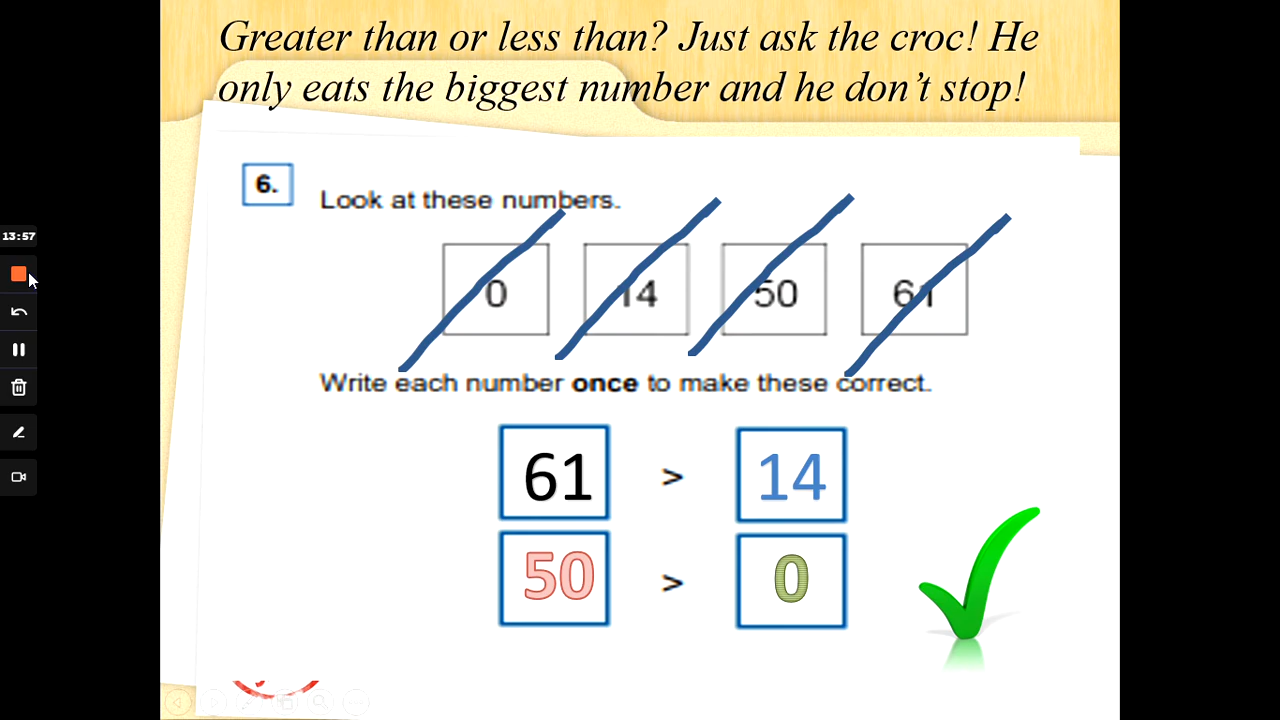 Greater than or less than? Just ask the croc! He
only eats the biggest number and he don’t stop!
6.
Look at these numbers.
0 14 50 61
Write each number once to make these correct.
61 > 14
50 > 0
13:57